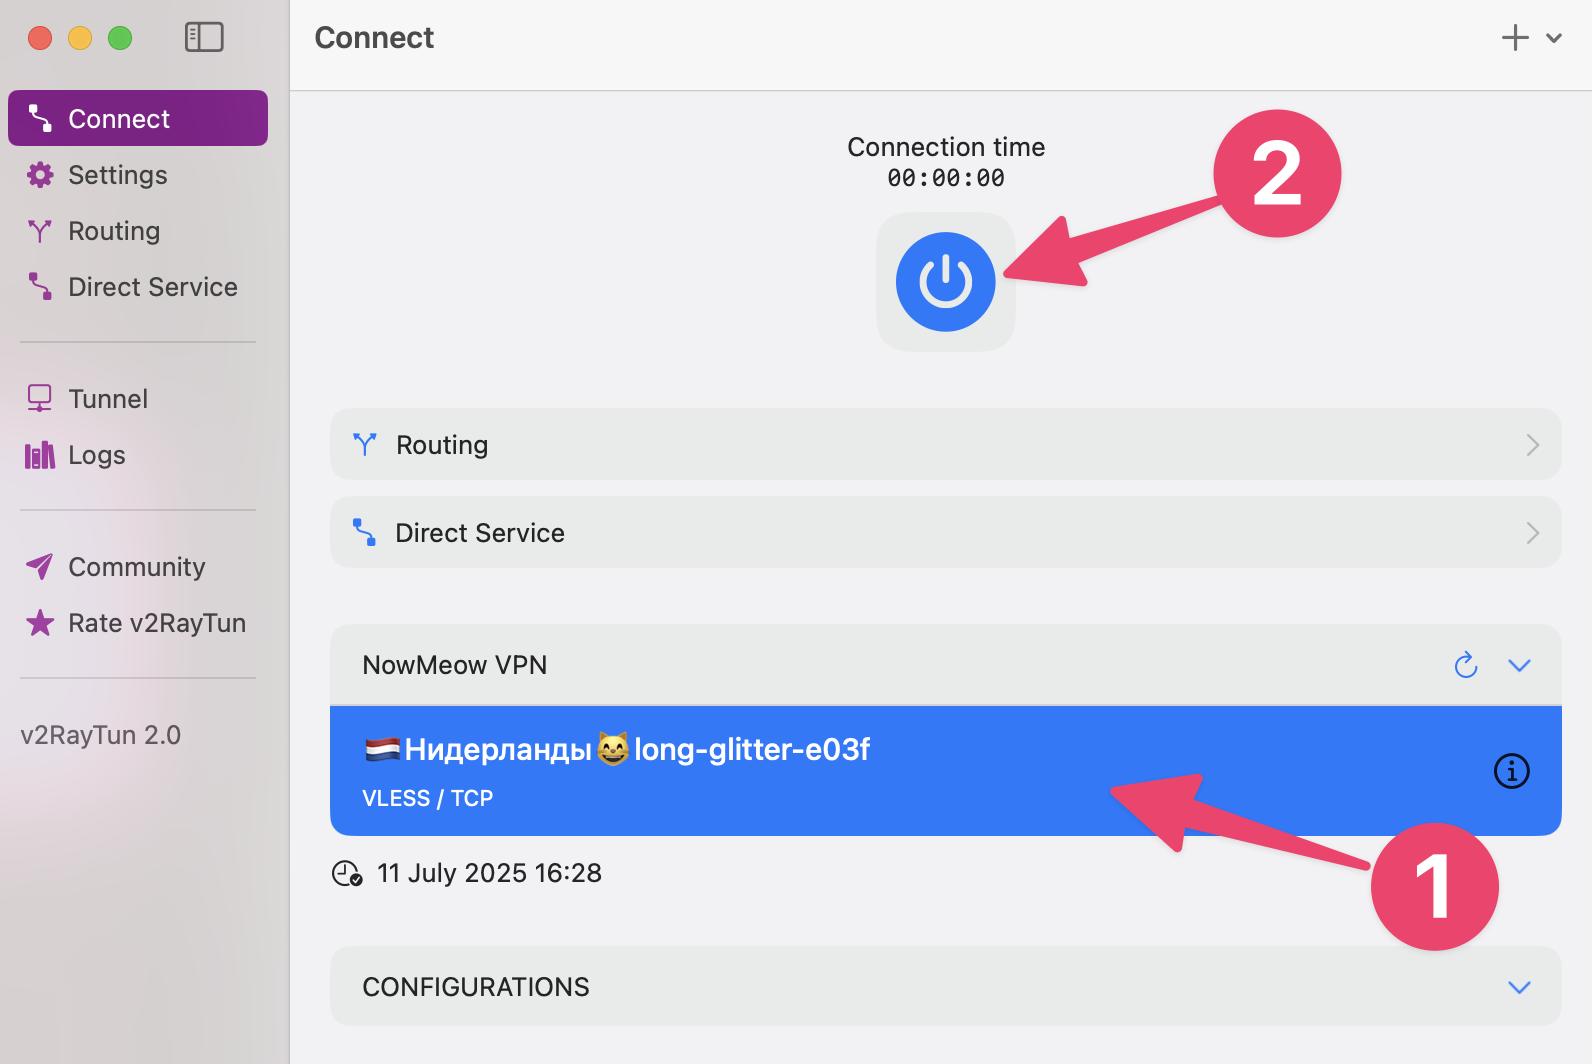 Connect
Settings
Routing
Direct Service
Tunnel
Logs
Community
Rate v2RayTun
v2RayTun 2.0
Connect
Connection time
00:00:00
2
Routing
Direct Service
NowMeow VPN
🇳🇱Нидерланды😸long-glitter-e03f
VLESS / TCP
1
11 July 2025 16:28
CONFIGURATIONS